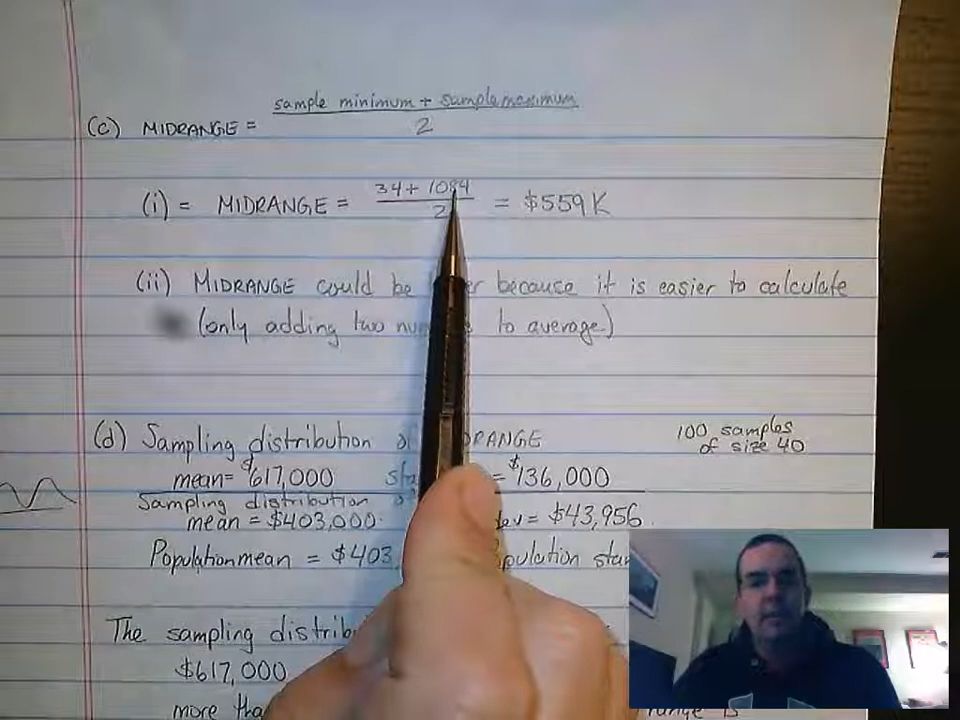 sample minimum + sample maximum
(c) MIDRANGE =
2
34 + 1084
(i) = MIDRANGE = = $559K
2
(ii) MIDRANGE could be because it is easier to calculate
(only adding two to average)
(d) Sampling distribution 100 samples
of size 40
mean = $617,000 = $136,000
Sampling distribution
mean = $403,000 = $43,956
Population mean = $403,
The sampling
$617,000
more